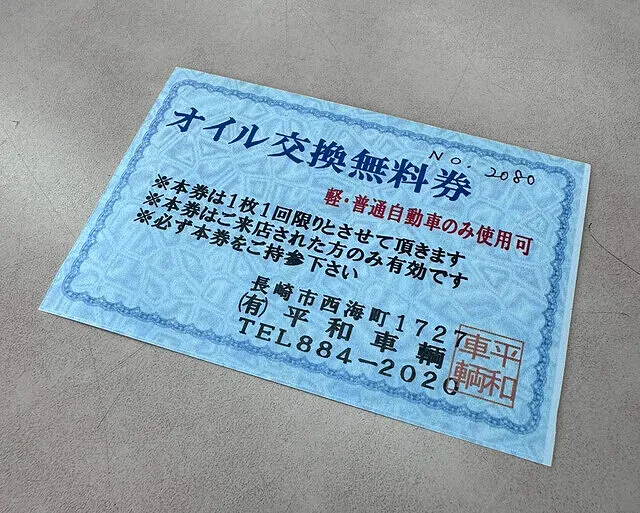 NO. 2080
オイル交換無料券
軽・普通自動車のみ使用可
※本券は1枚1回限りとさせて頂きます
※本券はご来店された方のみ有効です
※必ず本券をご持参下さい
長崎市西海町1727
(有)平和車輌
TEL884-2020
平和
車輌